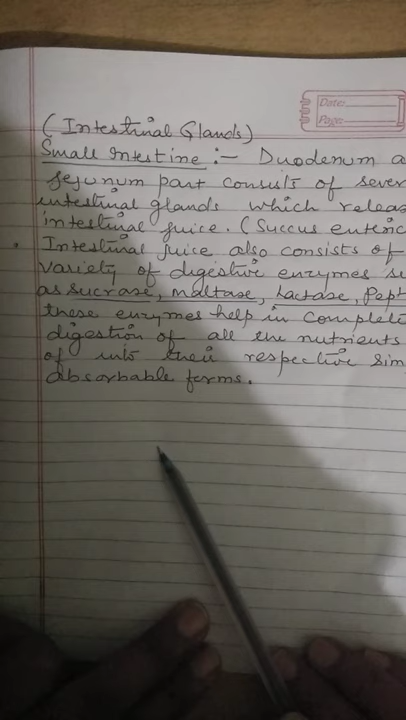 Date:
Page:
(Intestinal Glands)
Small Intestine :- Duodenum a
Jejunum part consists of sever
intestinal glands which releas
intestinal juice. (Succus enteric
Intestinal juice also consists of
variety of digestive enzymes su
as sucrase, maltase, Lactase, Pept
these enzymes help in complete
digestion of all the nutrients
of into their respective Sim
absorbable forms.